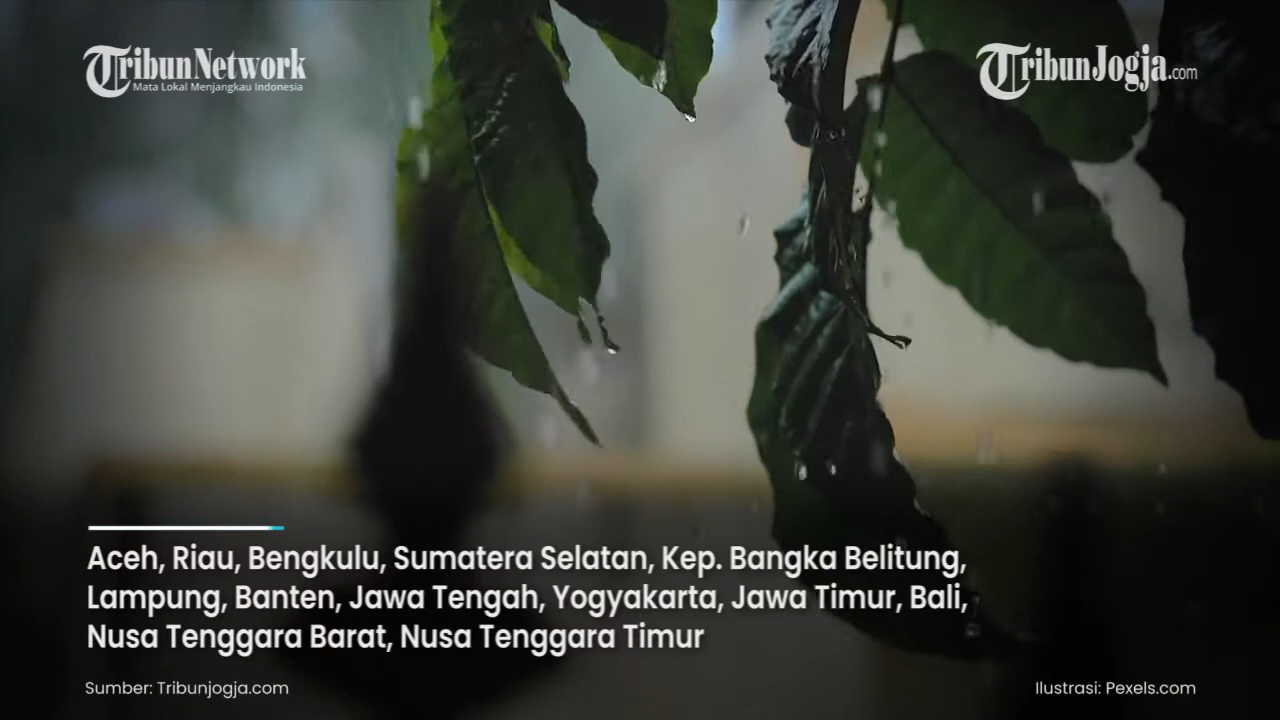 TribunNetwork
Mata Lokal Menjangkau Indonesia
TribunJogja.com
Aceh, Riau, Bengkulu, Sumatera Selatan, Kep. Bangka Belitung,
Lampung, Banten, Jawa Tengah, Yogyakarta, Jawa Timur, Bali,
Nusa Tenggara Barat, Nusa Tenggara Timur
Sumber: Tribunjogja.com
Ilustrasi: Pexels.com